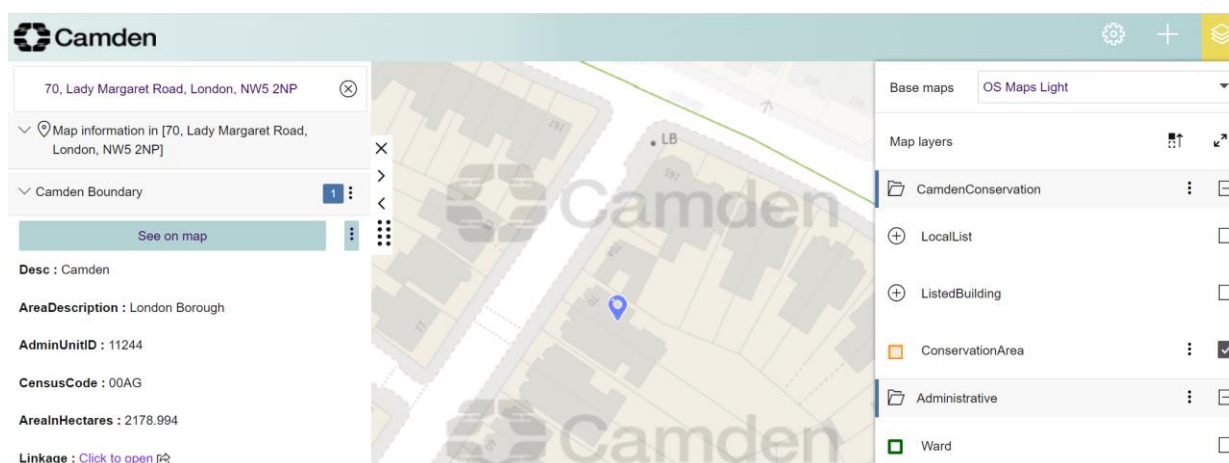 Camden
70, Lady Margaret Road, London, NW5 2NP
Map information in [70, Lady Margaret Road,
London, NW5 2NP]
Camden Boundary
1
See on map
Desc : Camden
AreaDescription : London Borough
AdminUnitID : 11244
CensusCode : 00AG
AreaInHectares : 2178.994
Linkage : Click to open
LB
Camden
Camden
Base maps
OS Maps Light
Map layers
CamdenConservation
LocalList
ListedBuilding
ConservationArea
Administrative
Ward